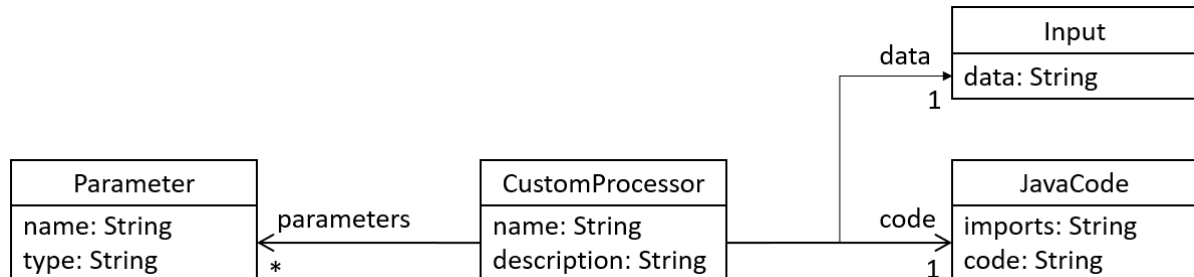 Input
data
data: String
1
Parameter
name: String
type: String
parameters
*
CustomProcessor
name: String
description: String
code
1
JavaCode
imports: String
code: String